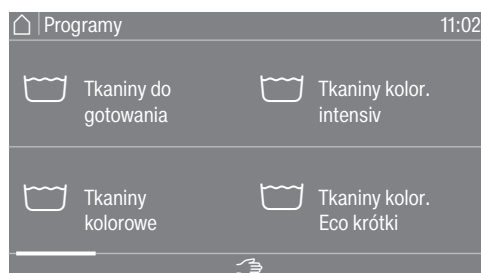 Programy 11:02
Tkaniny do
gotowania
Tkaniny kolor.
intensiv
Tkaniny
kolorowe
Tkaniny kolor.
Eco krótki